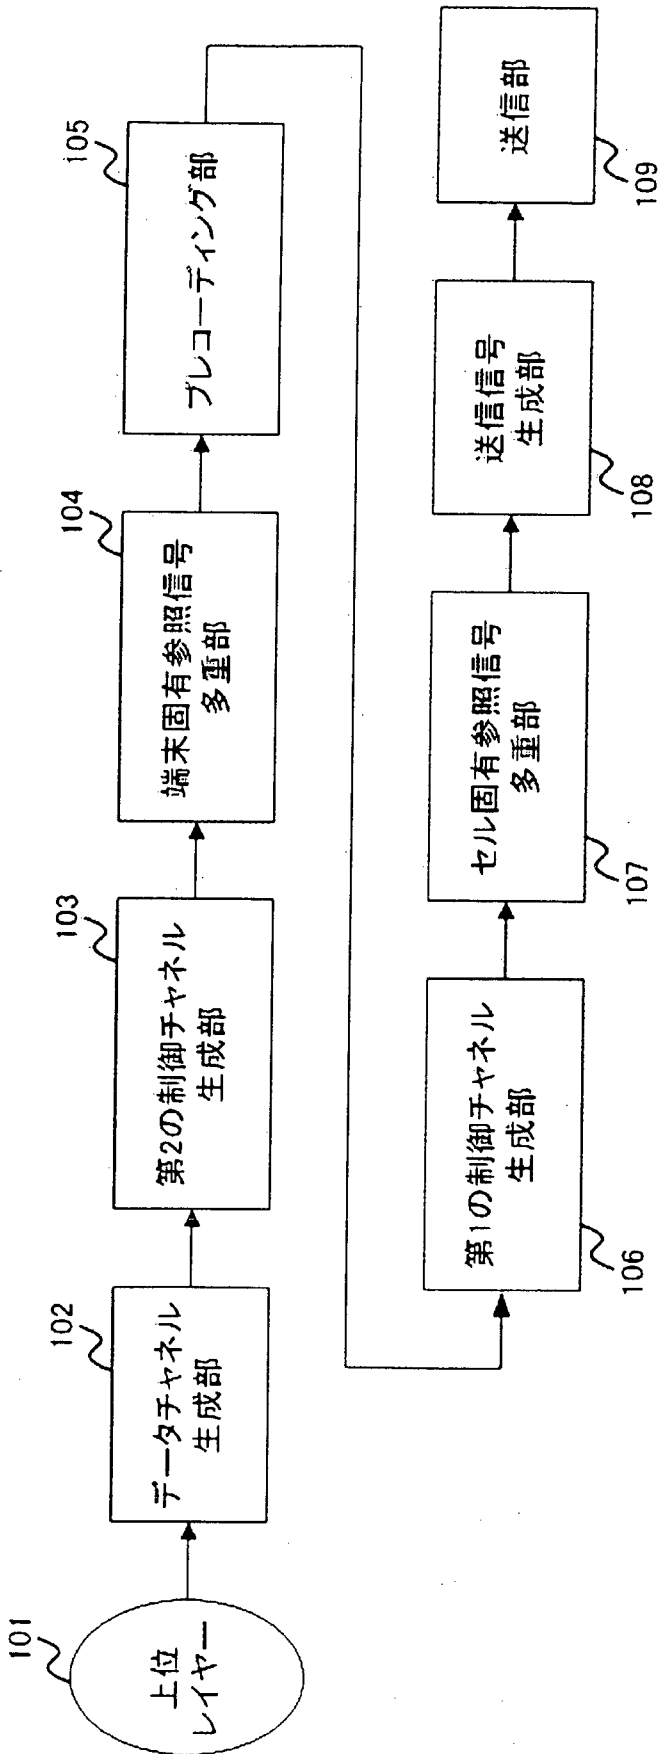 101
上位
レイヤー
102
データチャネル
生成部
103
第2の制御チャネル
生成部
104
端末固有参照信号
多重部
105
プレコーディング部
106
第1の制御チャネル
生成部
107
セル固有参照信号
多重部
108
送信信号
生成部
109
送信部